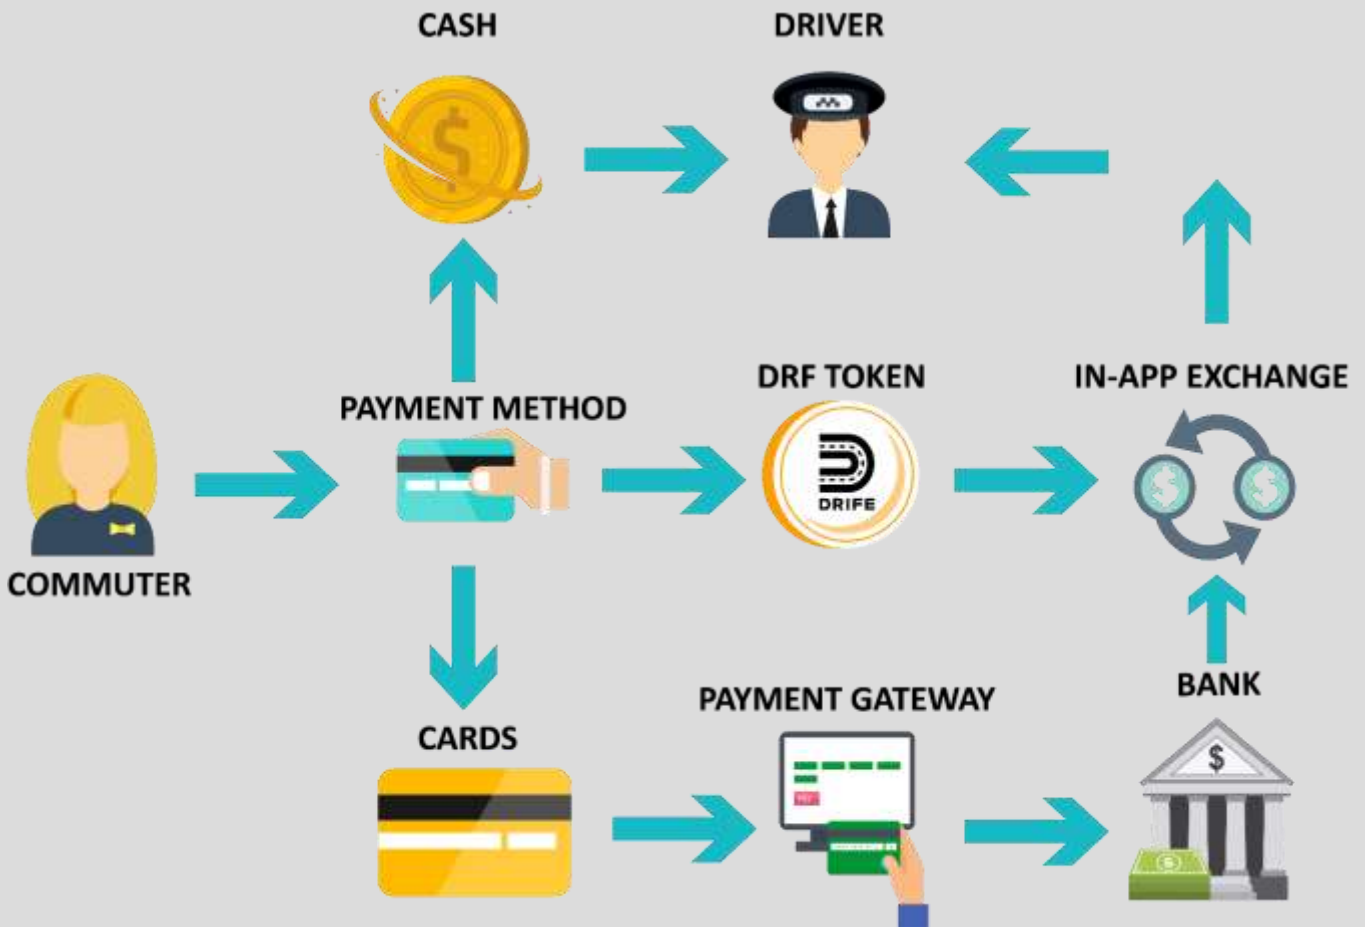 CASH
DRIVER
PAYMENT METHOD
DRF TOKEN
IN-APP EXCHANGE
DRIFE
COMMUTER
CARDS
PAYMENT GATEWAY
BANK